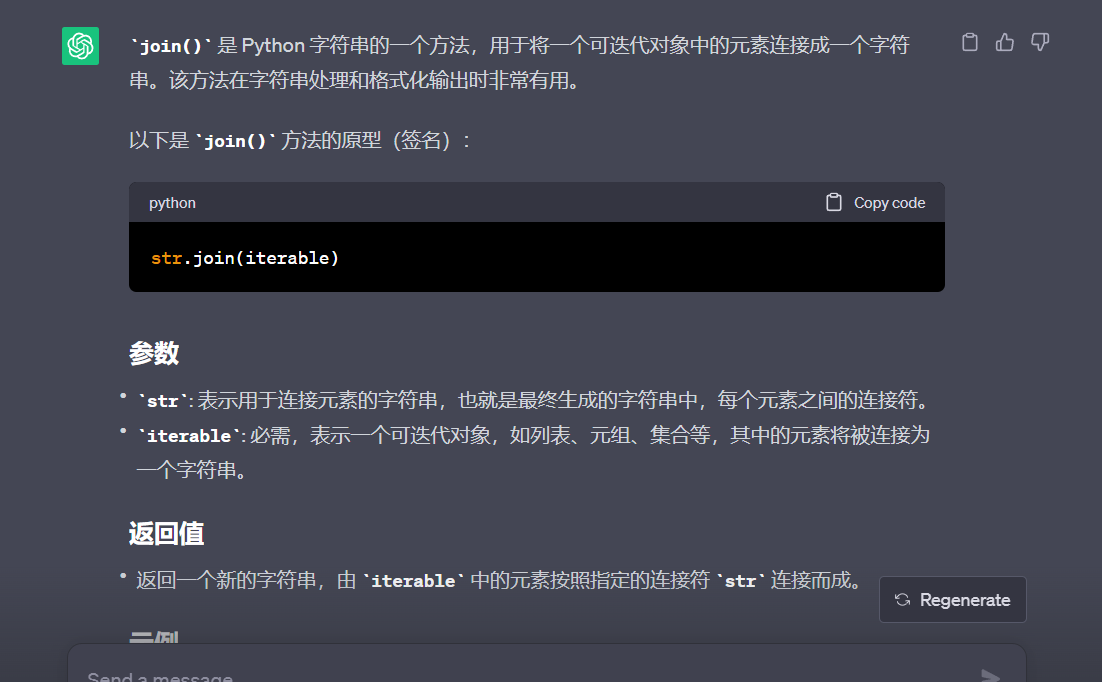 `join()` 是 Python 字符串的一个方法，用于将一个可迭代对象中的元素连接成一个字符
串。该方法在字符串处理和格式化输出时非常有用。
以下是 `join()` 方法的原型（签名）：
python
Copy code
str.join(iterable)
参数
• `str`: 表示用于连接元素的字符串，也就是最终生成的字符串中，每个元素之间的连接符。
• `iterable`: 必需，表示一个可迭代对象，如列表、元组、集合等，其中的元素将被连接为
一个字符串。
返回值
• 返回一个新的字符串，由 `iterable` 中的元素按照指定的连接符 `str` 连接而成。
Regenerate
示例
Send a message